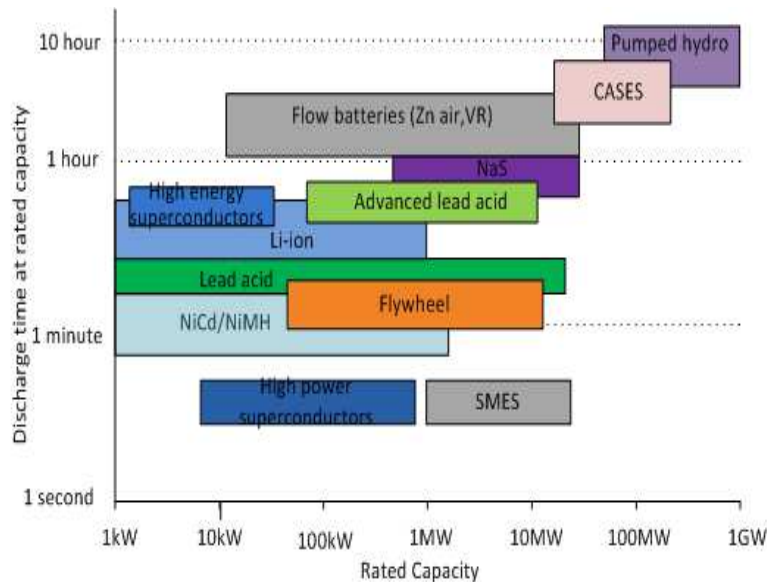 10 hour
Pumped hydro
CASES
Flow batteries (Zn air,VR)
1 hour
NaS
High energy
superconductors
Advanced lead acid
Li-ion
Lead acid
Flywheel
NiCd/NiMH
1 minute
High power
superconductors
SMES
1 second
1kW
10kW
100kW
1MW
10MW
100MW
1GW
Rated Capacity
Discharge time at rated capacity